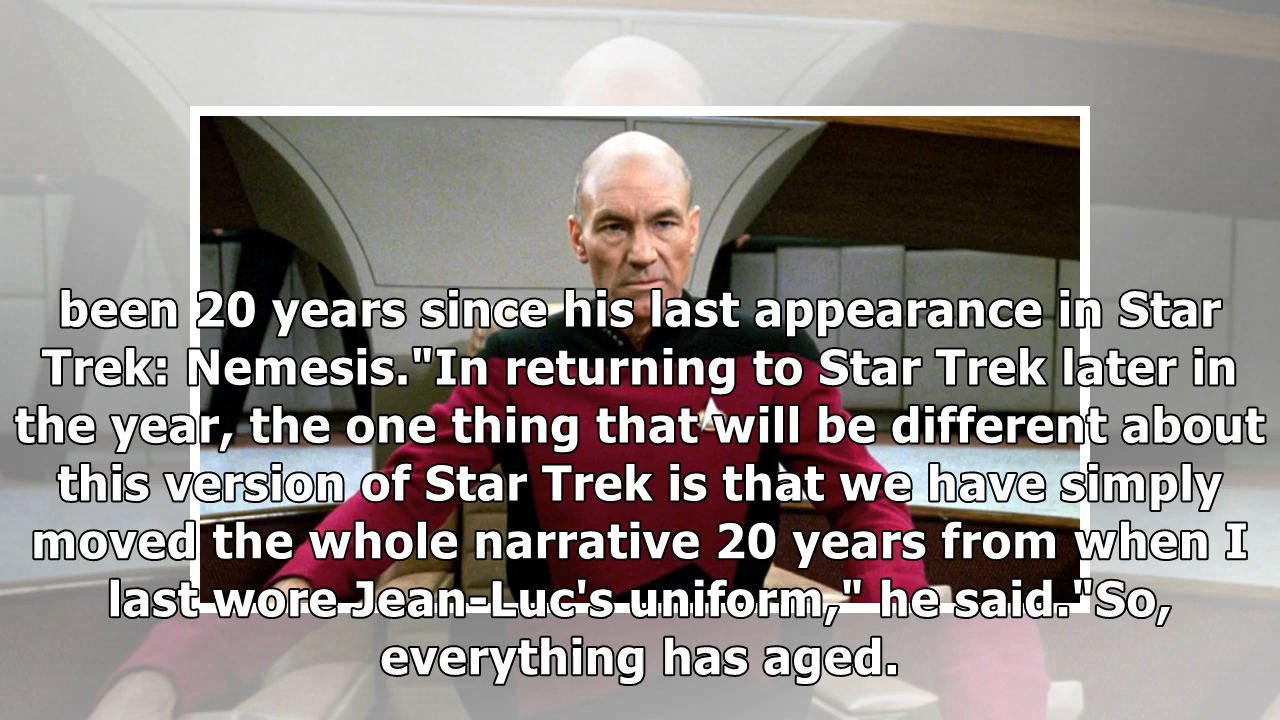 been 20 years since his last appearance in Star
Trek: Nemesis."In returning to Star Trek later in
the year, the one thing that will be different about
this version of Star Trek is that we have simply
moved the whole narrative 20 years from when I
last wore Jean-Luc's uniform," he said."So,
everything has aged.